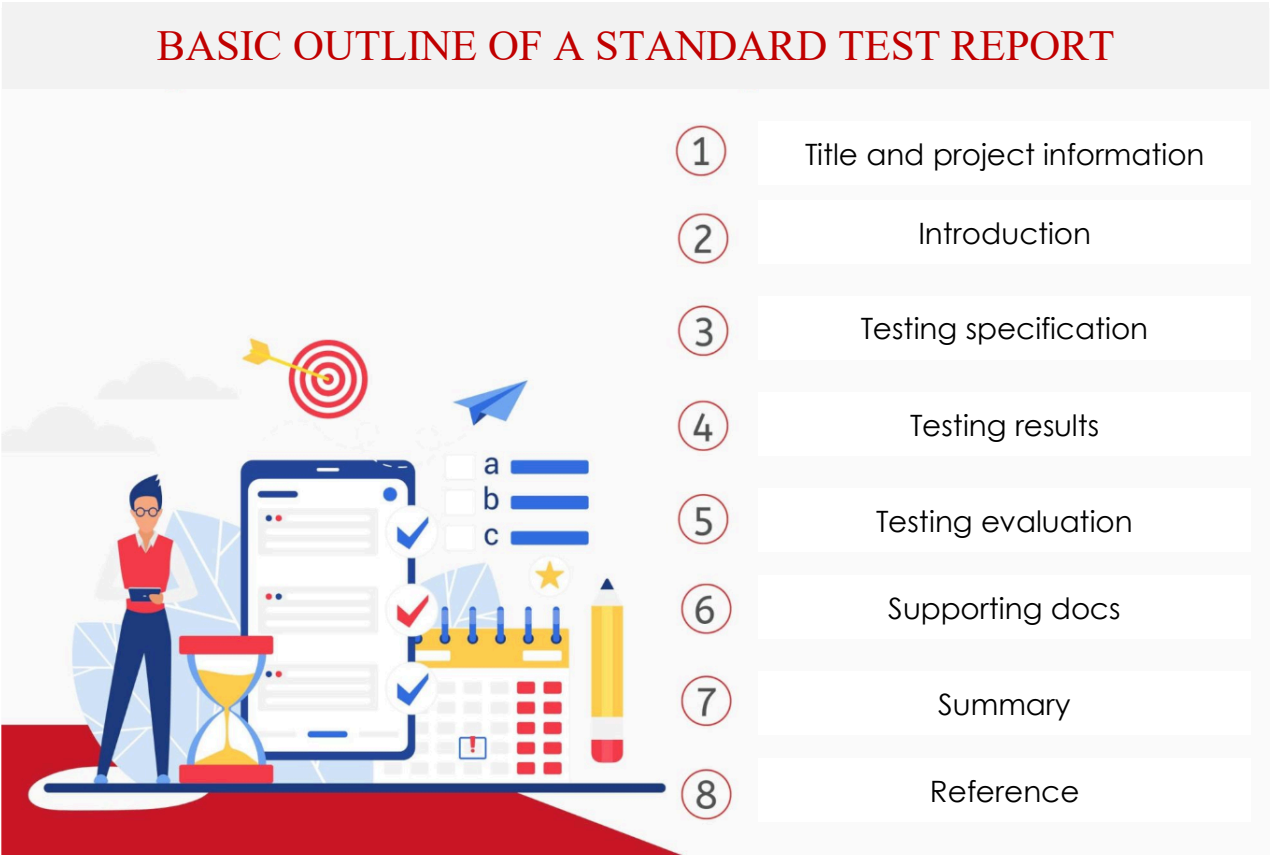 BASIC OUTLINE OF A STANDARD TEST REPORT
1 Title and project information
2 Introduction
3 Testing specification
4 Testing results
5 Testing evaluation
6 Supporting docs
7 Summary
8 Reference
a
b
c
!